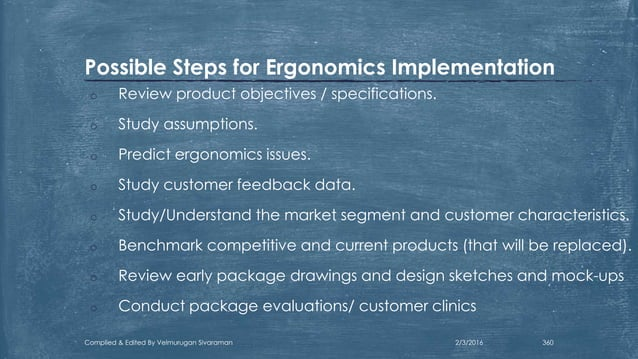 Possible Steps for Ergonomics Implementation
o Review product objectives / specifications.
o Study assumptions.
o Predict ergonomics issues.
o Study customer feedback data.
o Study/Understand the market segment and customer characteristics.
o Benchmark competitive and current products (that will be replaced).
o Review early package drawings and design sketches and mock-ups
o Conduct package evaluations/ customer clinics
Complied & Edited By Velmurugan Sivaraman 2/3/2016 360